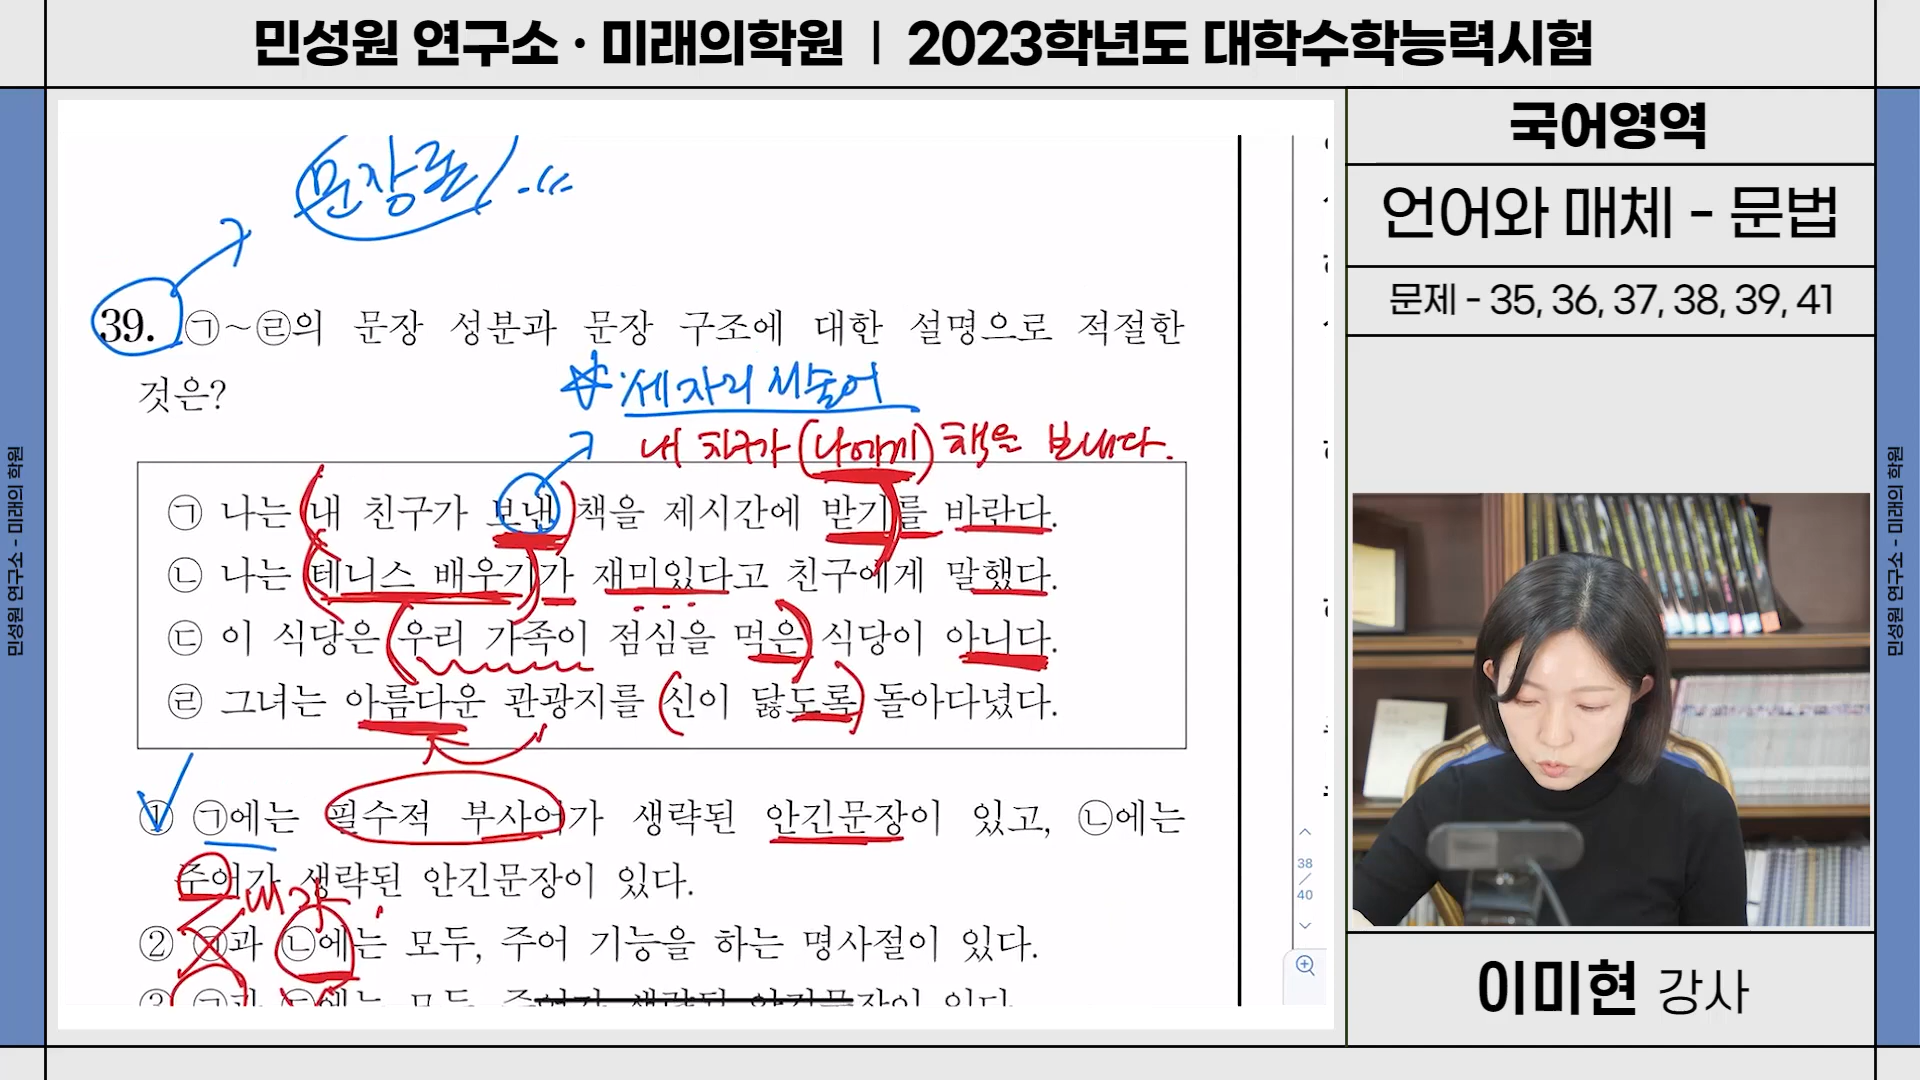 민성원 연구소 · 미래의학원 | 2023학년도 대학수학능력시험
문장론
39. ㉠~㉣의 문장 성분과 문장 구조에 대한 설명으로 적절한
것은?
세 자리 서술어
내 친구가 (나에게) 책을 보내다.
㉠ 나는 내 친구가 보낸 책을 제시간에 받기를 바란다.
㉡ 나는 테니스 배우기가 재미있다고 친구에게 말했다.
㉢ 이 식당은 우리 가족이 점심을 먹은 식당이 아니다.
㉣ 그녀는 아름다운 관광지를 신이 닳도록 돌아다녔다.
① ㉠에는 필수적 부사어가 생략된 안긴문장이 있고, ㉡에는
주어가 생략된 안긴문장이 있다.
내가
② ㉠과 ㉡에는 모두, 주어 기능을 하는 명사절이 있다.
38
/
40
국어영역
언어와 매체 - 문법
문제 - 35, 36, 37, 38, 39, 41
이미현 강사
민성원 연구소 - 미래의 학원
민성원 연구소 - 미래의 학원